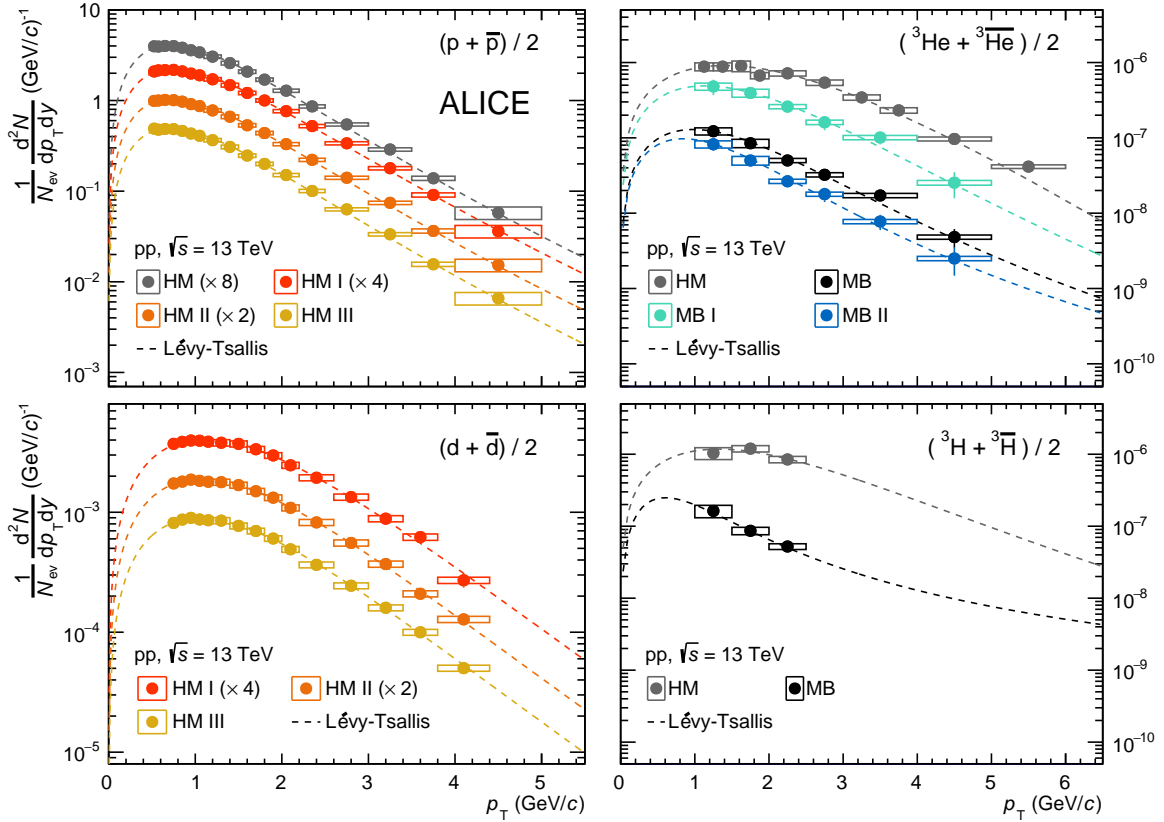 (p + p̅) / 2
ALICE
1/N_ev d²N/dp_T dy (GeV/c)⁻¹
10
1
10⁻¹
10⁻²
10⁻³
pp, √s = 13 TeV
HM (× 8) HM I (× 4)
HM II (× 2) HM III
Lévy-Tsallis
(³He + ³H̅e̅) / 2
10⁻⁶
10⁻⁷
10⁻⁸
10⁻⁹
10⁻¹⁰
pp, √s = 13 TeV
HM MB
MB I MB II
Lévy-Tsallis
(d + d̅) / 2
1/N_ev d²N/dp_T dy (GeV/c)⁻¹
10⁻³
10⁻⁴
10⁻⁵
pp, √s = 13 TeV
HM I (× 4) HM II (× 2)
HM III Lévy-Tsallis
0 1 2 3 4 5
p_T (GeV/c)
(³H + ³H̅) / 2
10⁻⁶
10⁻⁷
10⁻⁸
10⁻⁹
10⁻¹⁰
pp, √s = 13 TeV
HM MB
Lévy-Tsallis
0 1 2 3 4 5 6
p_T (GeV/c)